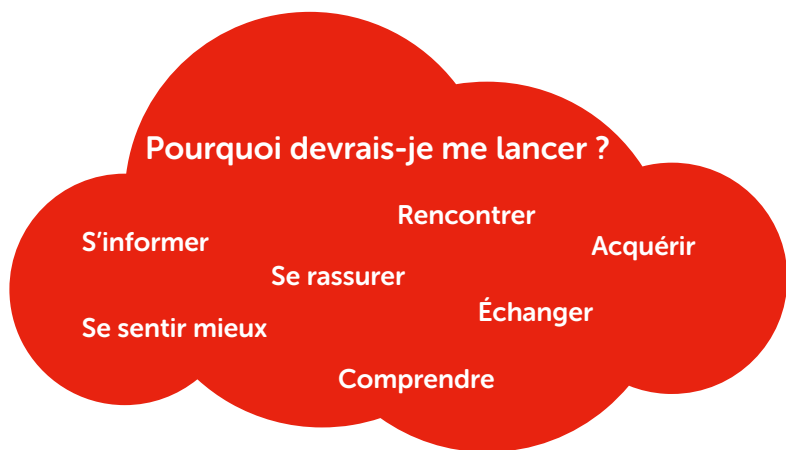 Pourquoi devrais-je me lancer ?
Rencontrer
S'informer
Acquérir
Se rassurer
Échanger
Se sentir mieux
Comprendre